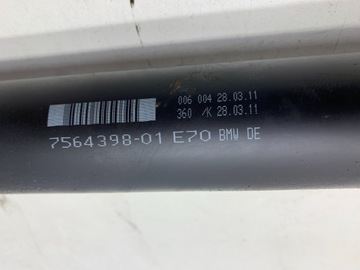 006 004 28.03.11
360 /K 28.03.11
7564398-01 E70 BMW DE